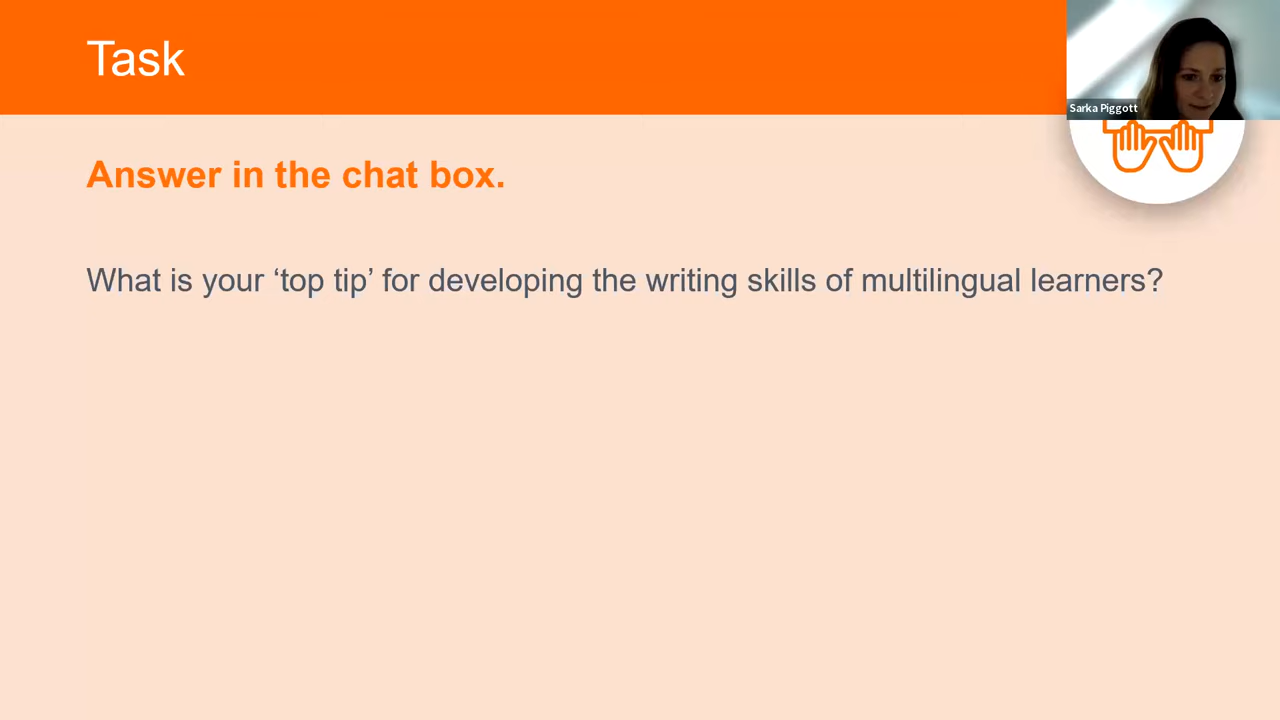 Task
Sarka Piggott
Answer in the chat box.
What is your ‘top tip’ for developing the writing skills of multilingual learners?